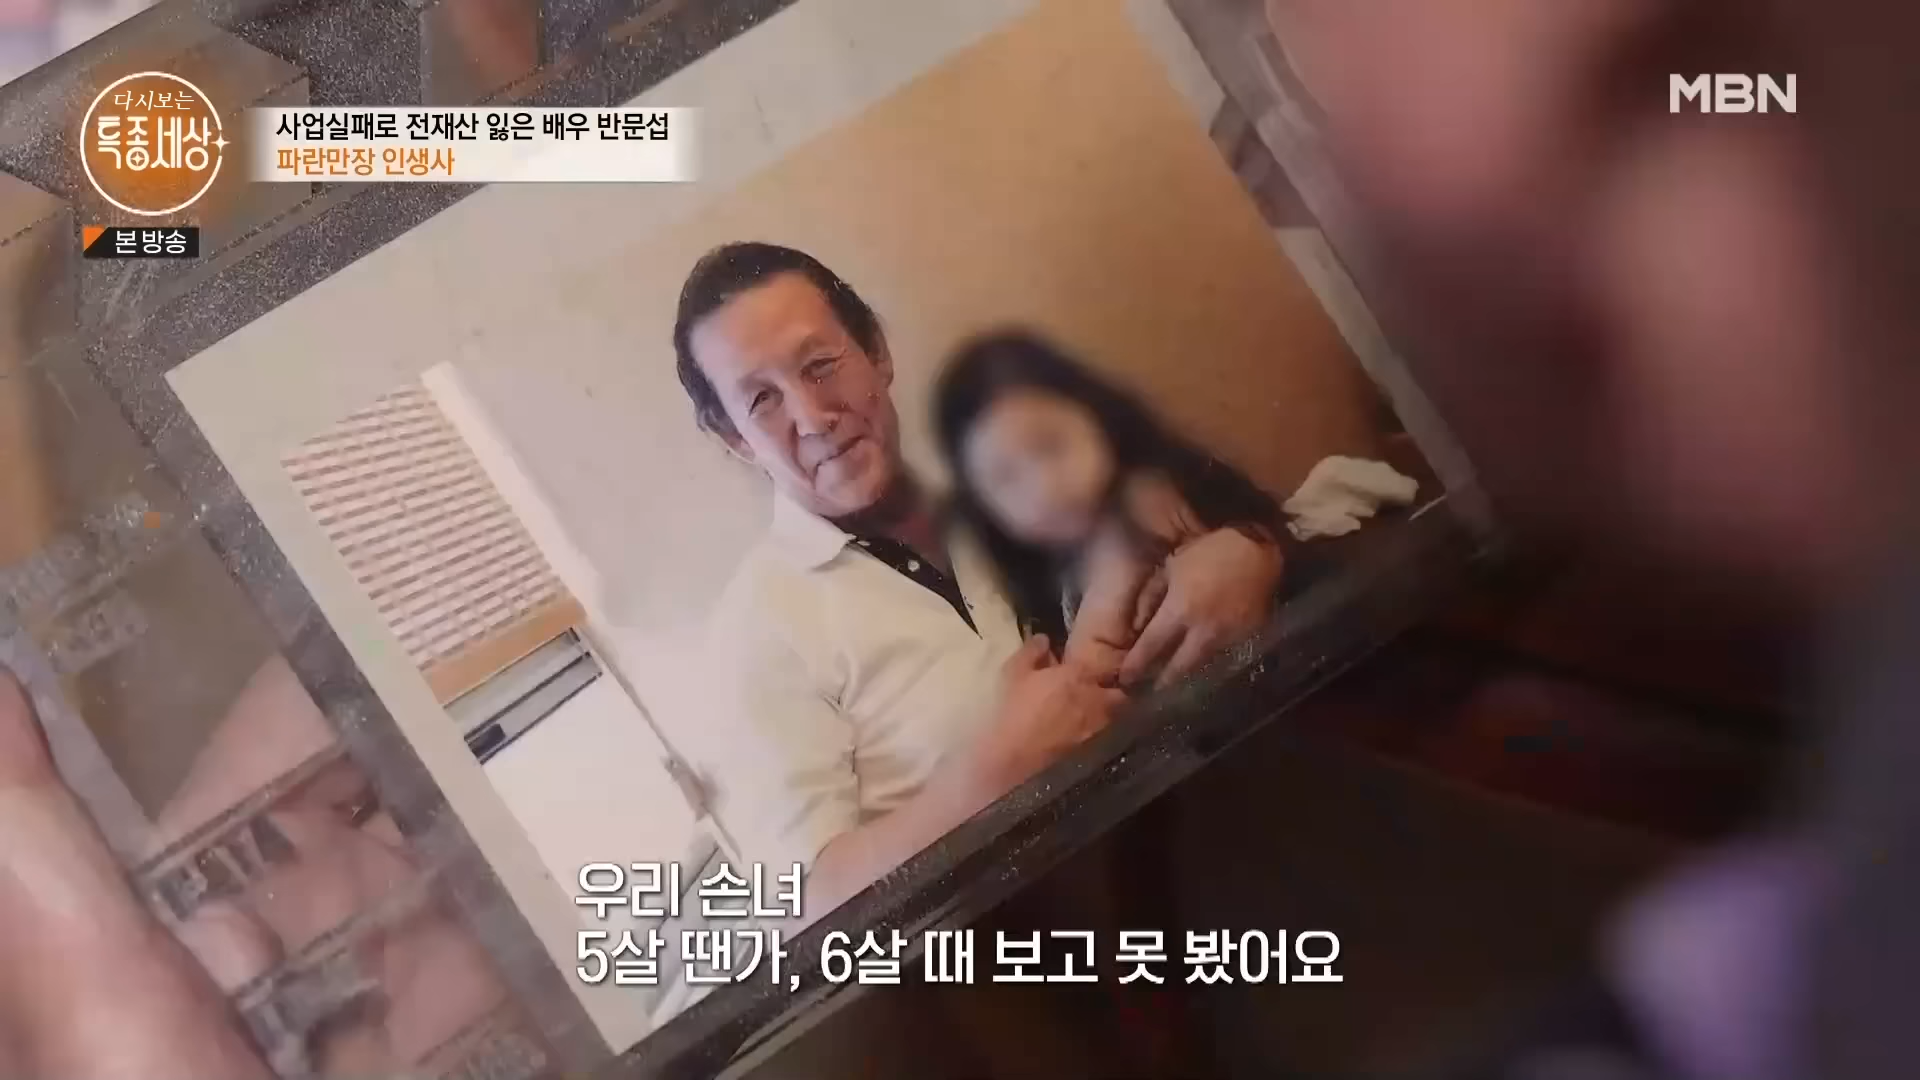 다시보는
특종세상
사업실패로 전재산 잃은 배우 반문섭
파란만장 인생사
본 방송
MBN
우리 손녀
5살 땐가, 6살 때 보고 못 봤어요